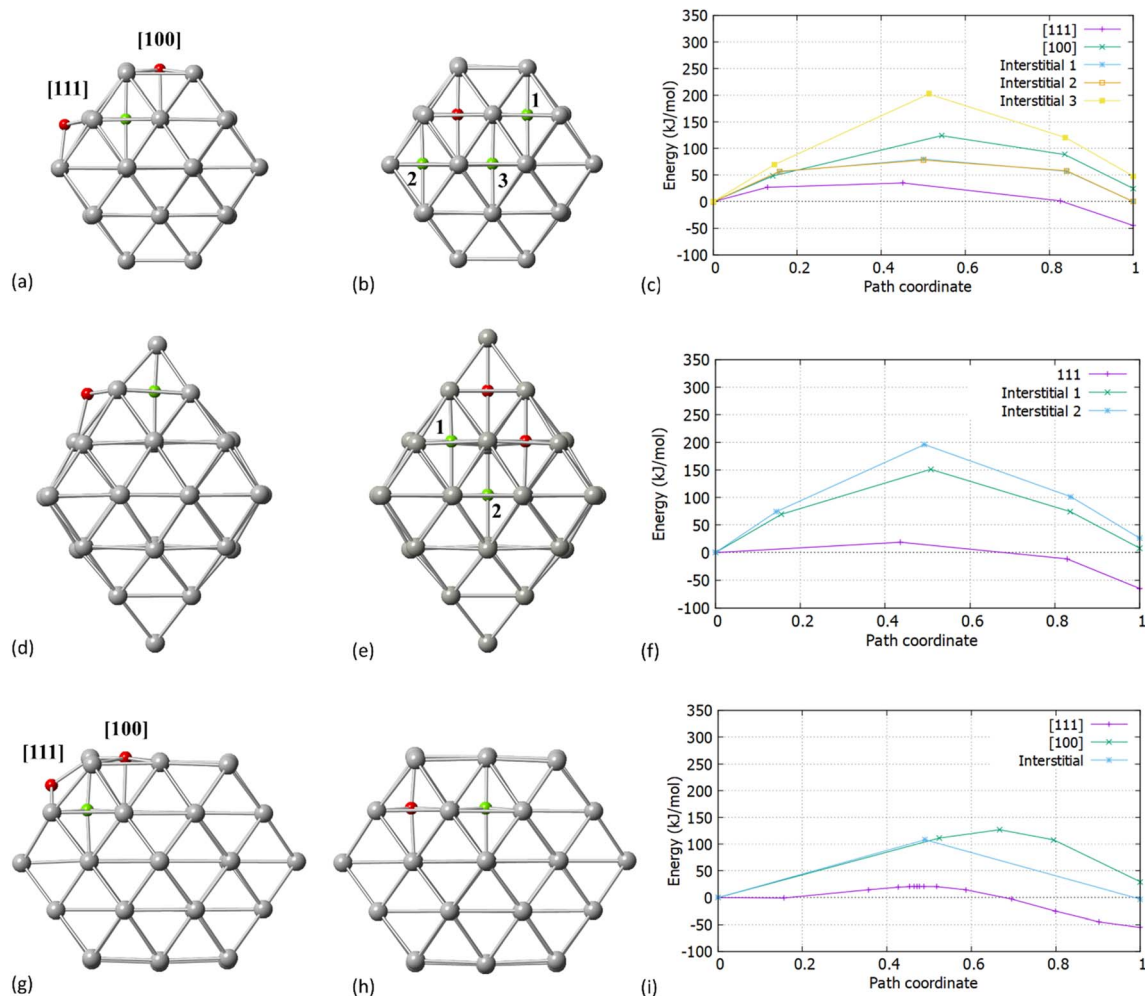 [100]
[111]
(a)
1
2
3
(b)
350
300
250
200
150
100
50
0
-50
-100
Energy (kJ/mol)
[111]
[100]
Interstitial 1
Interstitial 2
Interstitial 3
0 0.2 0.4 0.6 0.8 1
Path coordinate
(c)
(d)
1
2
(e)
350
300
250
200
150
100
50
0
-50
-100
Energy (kJ/mol)
111
Interstitial 1
Interstitial 2
0 0.2 0.4 0.6 0.8 1
Path coordinate
(f)
[100]
[111]
(g)
(h)
350
300
250
200
150
100
50
0
-50
-100
Energy (kJ/mol)
[111]
[100]
Interstitial
0 0.2 0.4 0.6 0.8 1
Path coordinate
(i)